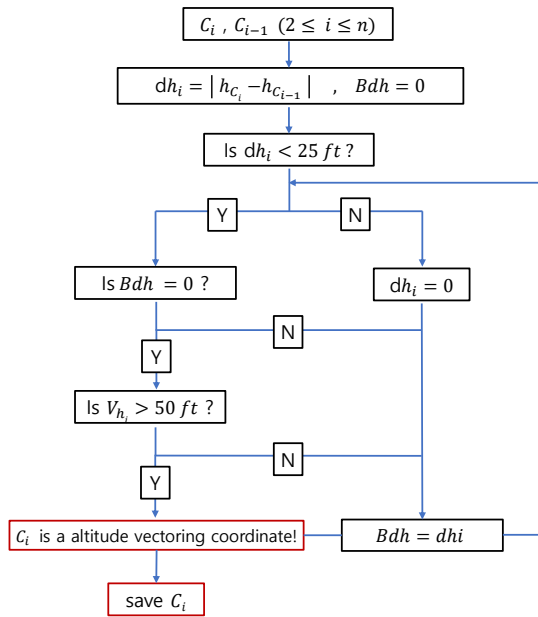 C_i , C_{i-1} (2 ≤ i ≤ n)
dh_i = | h_{C_i} − h_{C_{i-1}} | , Bdh = 0
Is dh_i < 25 ft ?
Y
N
Is Bdh = 0 ?
dh_i = 0
N
Y
Is V_{h_i} > 50 ft ?
N
Y
C_i is a altitude vectoring coordinate!
Bdh = dhi
save C_i